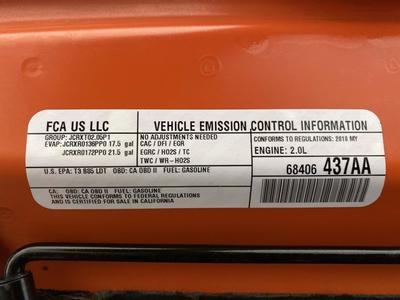 FCA US LLC
VEHICLE EMISSION CONTROL INFORMATION
GROUP: JCRXT02.05P1
EVAP: JCRXR0136PP0 17.5 gal
JCRXR0172PP0 21.5 gal
NO ADJUSTMENTS NEEDED
CAC / DFI / EGR
EGRC / HO2S / TC
TWC / WR-HO2S
CONFORMS TO REGULATIONS: 2018 MY
ENGINE: 2.0L
68406 437AA
U.S. EPA: T3 B85 LDT OBD: CA OBD II FUEL: GASOLINE
CA: OBD: CA OBD II FUEL: GASOLINE
THIS VEHICLE CONFORMS TO FEDERAL REGULATIONS
AND IS CERTIFIED FOR SALE IN CALIFORNIA